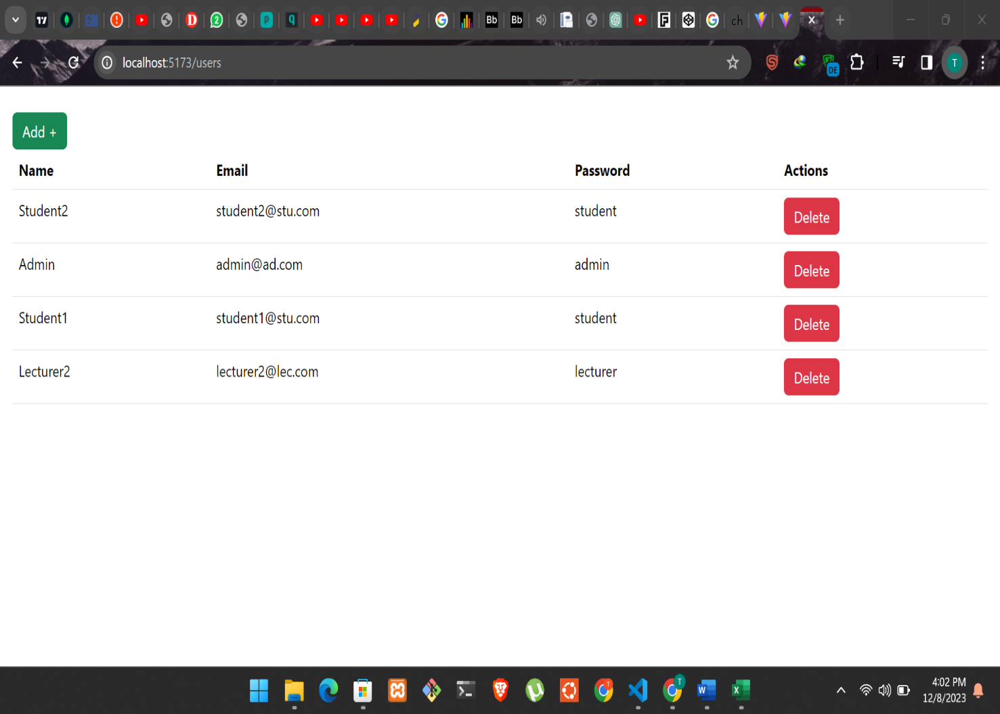 ch
localhost:5173/users
DE
T
Add +
Name Email Password Actions
Student2 student2@stu.com student Delete
Admin admin@ad.com admin Delete
Student1 student1@stu.com student Delete
Lecturer2 lecturer2@lec.com lecturer Delete
4:02 PM
12/8/2023